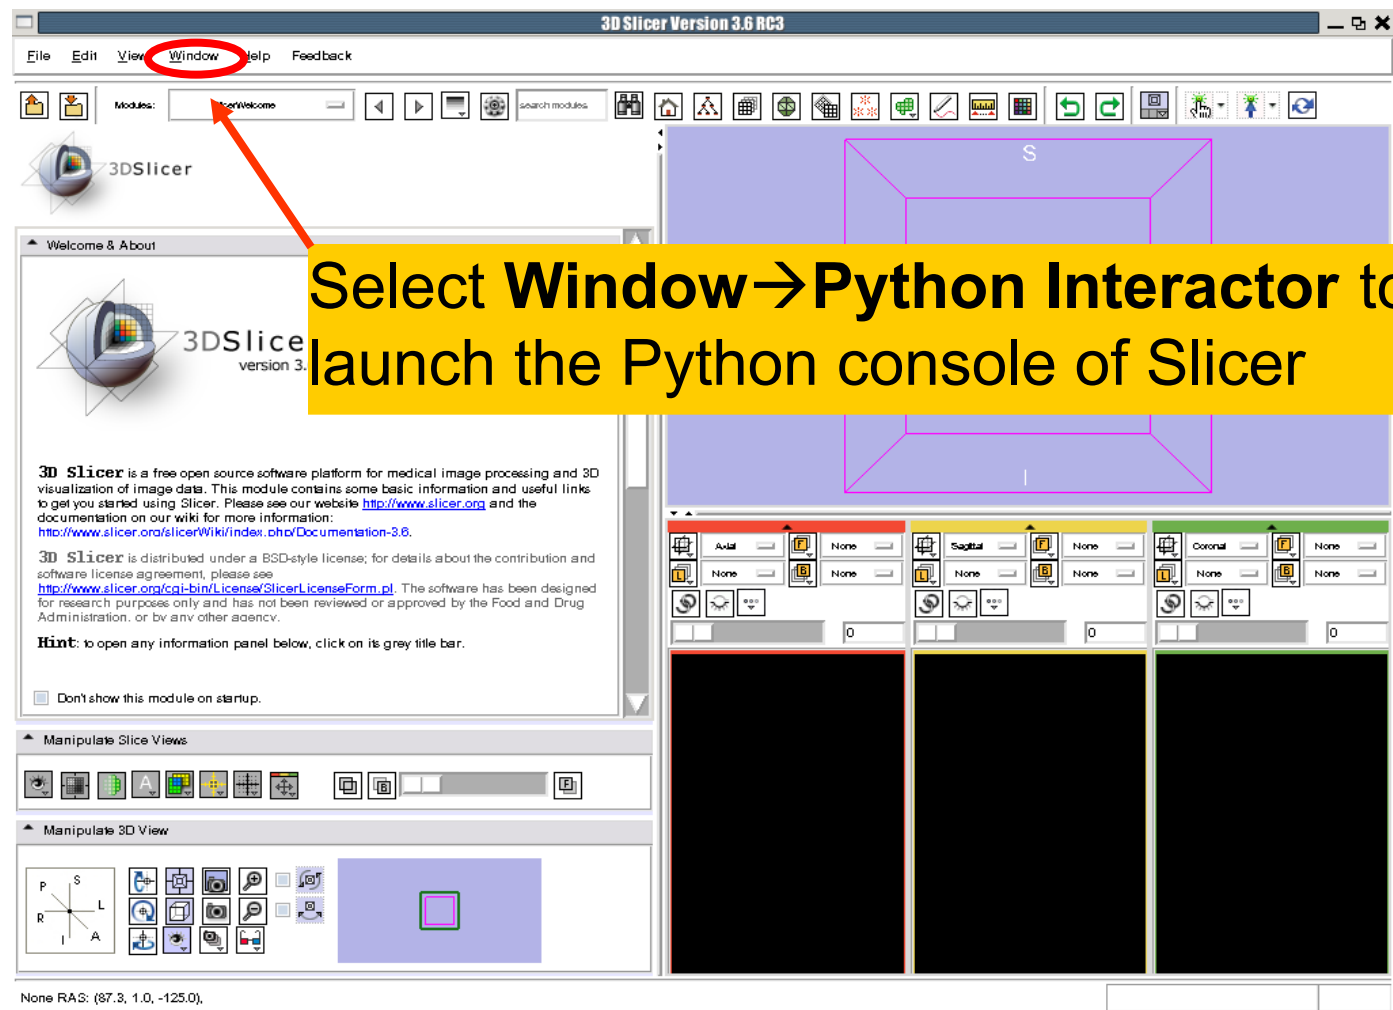 3D Slicer Version 3.6 RC3
File Edit View Window Help Feedback
Modules: SlicerWelcome search modules
3DSlicer
Welcome & About
Select Window→Python Interactor to
launch the Python console of Slicer
3DSlice
version 3.
3D Slicer is a free open source software platform for medical image processing and 3D
visualization of image data. This module contains some basic information and useful links
to get you started using Slicer. Please see our website http://www.slicer.org and the
documentation on our wiki for more information:
http://www.slicer.org/slicerWiki/index.php/Documentation-3.6.
3D Slicer is distributed under a BSD-style license; for details about the contribution and
software license agreement, please see
http://www.slicer.org/cgi-bin/License/SlicerLicenseForm.pl. The software has been designed
for research purposes only and has not been reviewed or approved by the Food and Drug
Administration, or by any other agency.
Hint: to open any information panel below, click on its grey title bar.
Don't show this module on startup.
Manipulate Slice Views
A B F
Manipulate 3D View
P S
R L
I A
S
I
Axial F None
L None B None
0
Sagittal F None
L None B None
0
Coronal F None
L None B None
0
None RAS: (87.3, 1.0, -125.0),